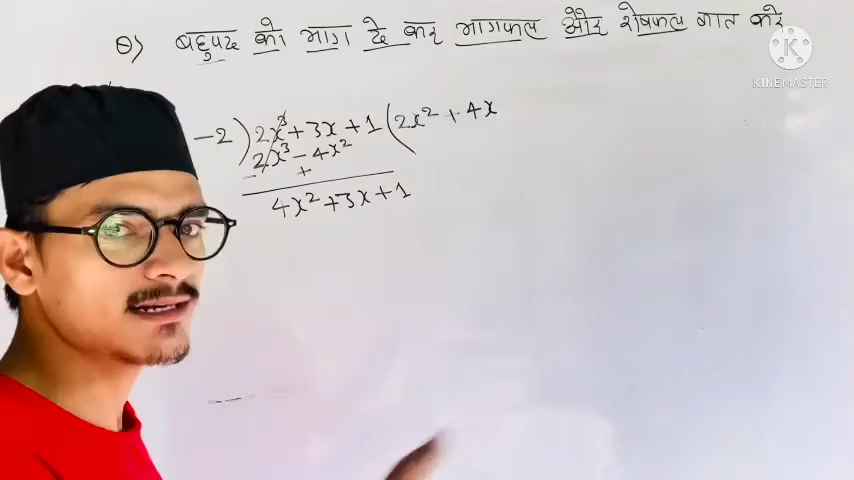 Q) बहुपद को भाग दे कर भागफल और शेषफल ज्ञात करे
KINEMASTER
-2) 2x³ + 3x + 1 ( 2x² + 4x
2x³ - 4x²
- +
4x² + 3x + 1